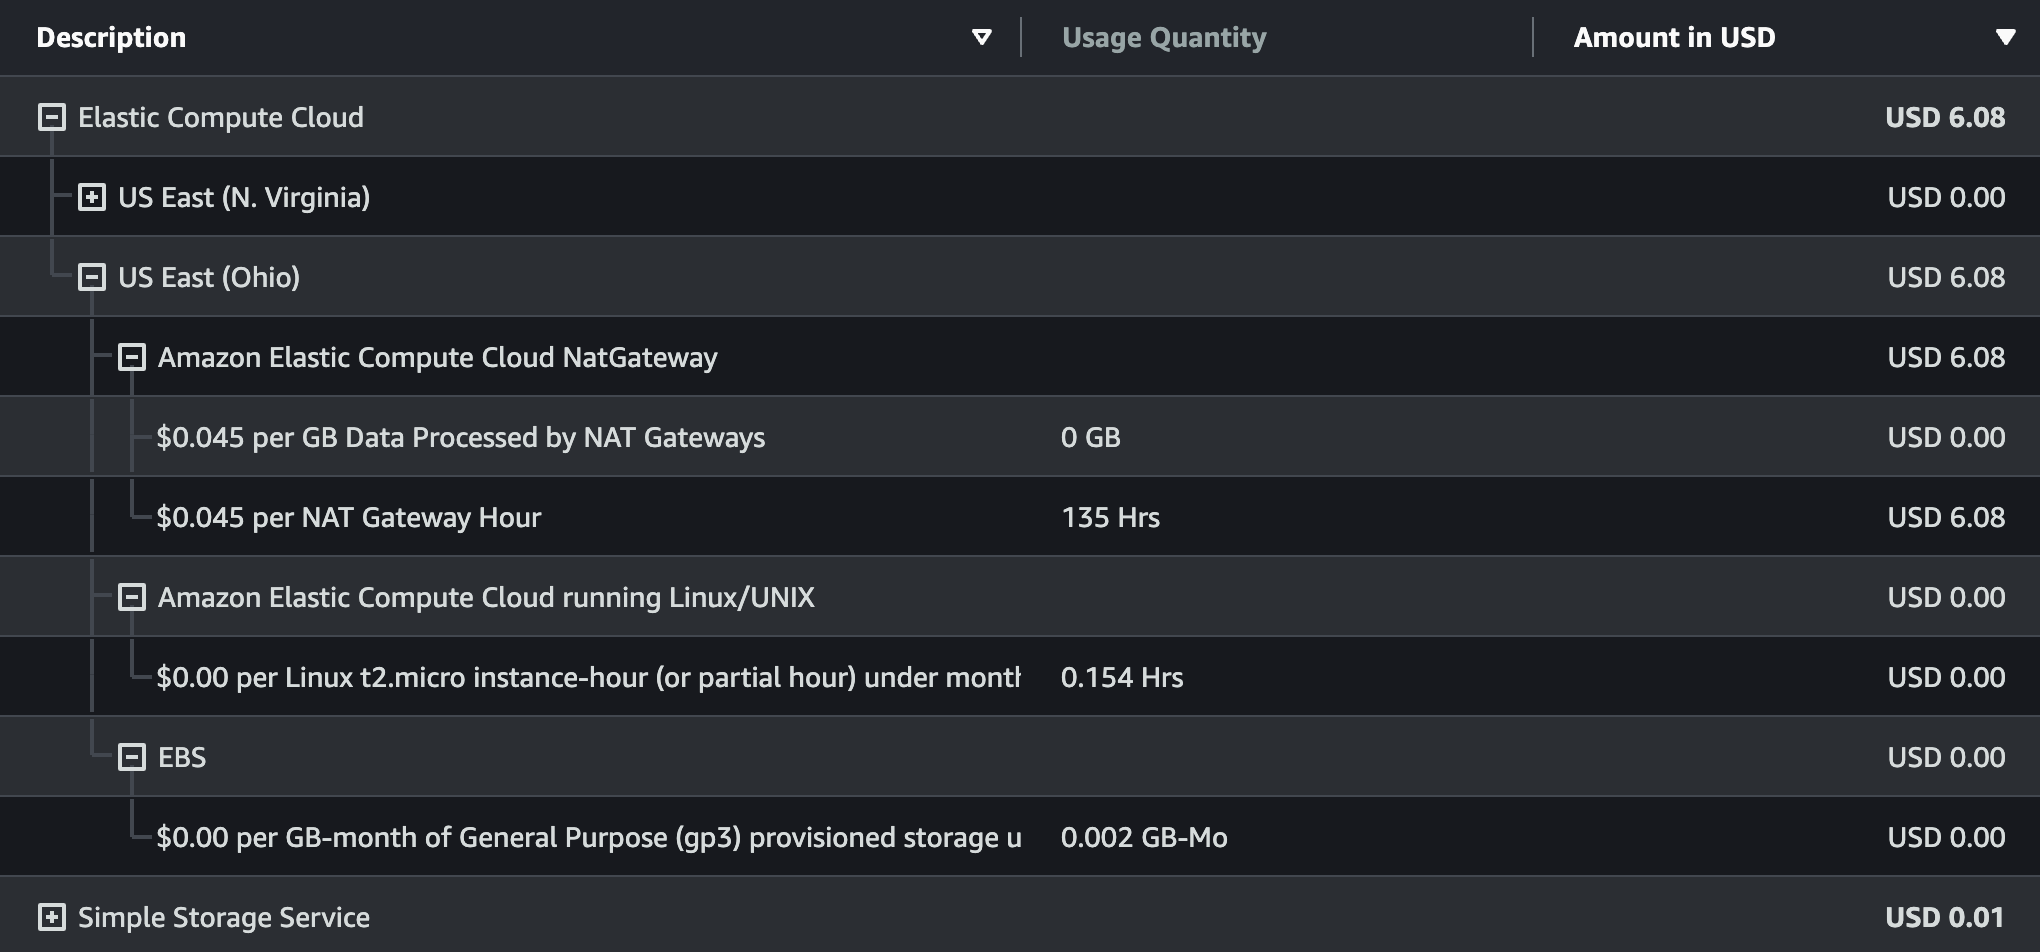 Description Usage Quantity Amount in USD
Elastic Compute Cloud USD 6.08
US East (N. Virginia) USD 0.00
US East (Ohio) USD 6.08
Amazon Elastic Compute Cloud NatGateway USD 6.08
$0.045 per GB Data Processed by NAT Gateways 0 GB USD 0.00
$0.045 per NAT Gateway Hour 135 Hrs USD 6.08
Amazon Elastic Compute Cloud running Linux/UNIX USD 0.00
$0.00 per Linux t2.micro instance-hour (or partial hour) under month 0.154 Hrs USD 0.00
EBS USD 0.00
$0.00 per GB-month of General Purpose (gp3) provisioned storage u 0.002 GB-Mo USD 0.00
Simple Storage Service USD 0.01